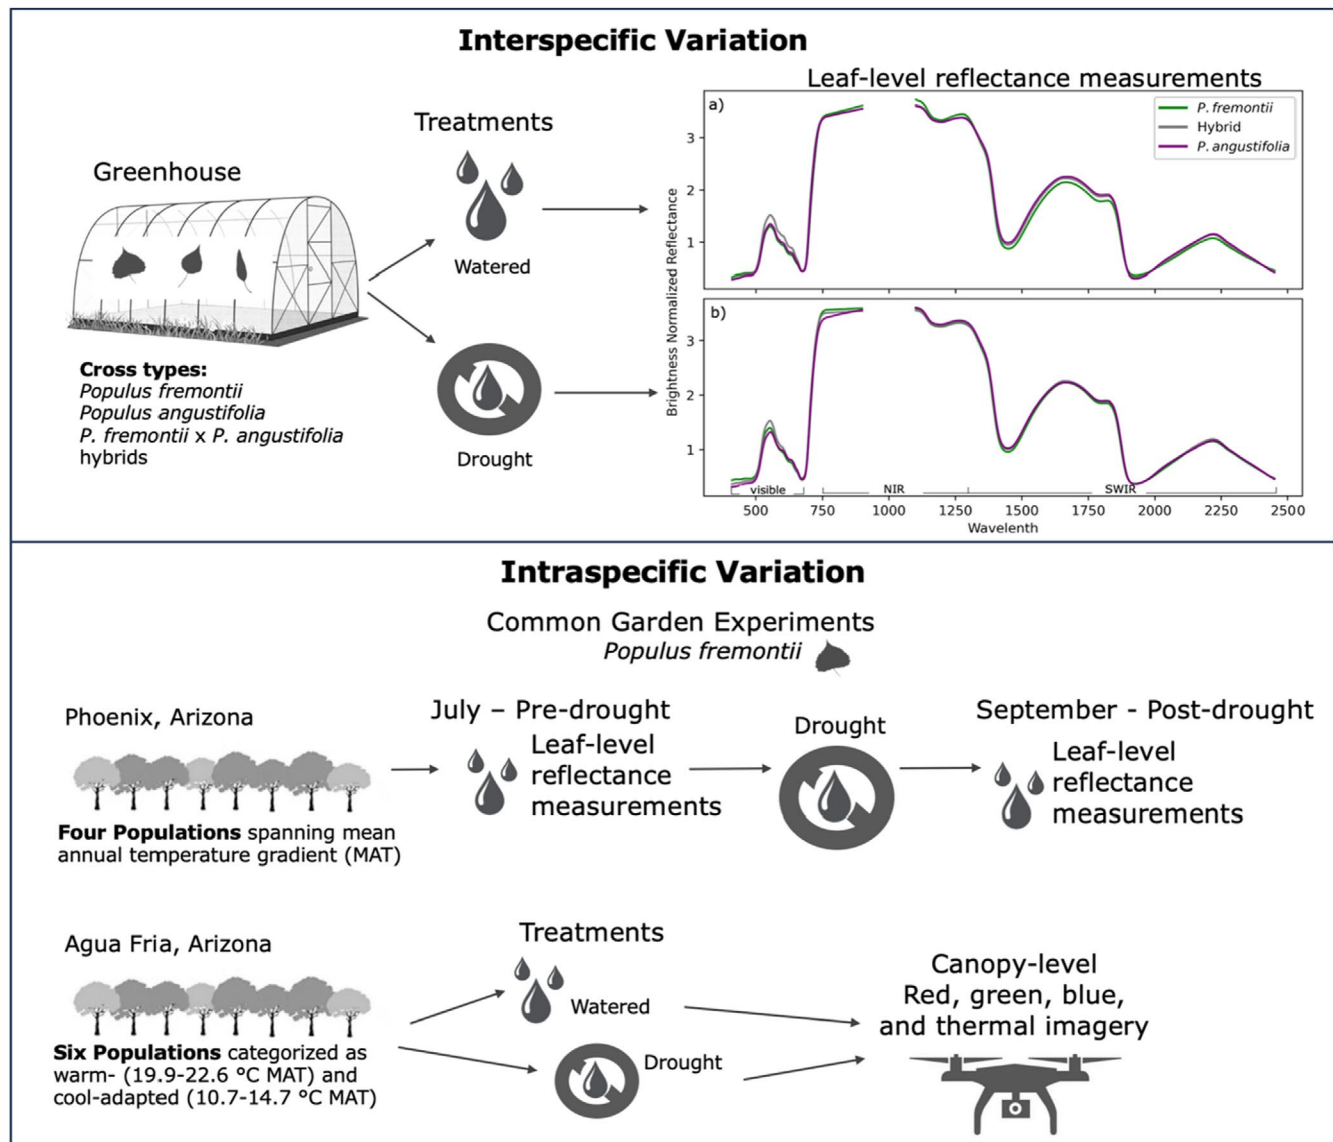 Interspecific Variation
Leaf-level reflectance measurements
Treatments
Greenhouse
Watered
Drought
Cross types:
Populus fremontii
Populus angustifolia
P. fremontii x P. angustifolia
hybrids
a)
P. fremontii
Hybrid
P. angustifolia
3
2
1
b)
3
2
1
Brightness Normalized Reflectance
visible
NIR
SWIR
500 750 1000 1250 1500 1750 2000 2250 2500
Wavelenth
Intraspecific Variation
Common Garden Experiments
Populus fremontii
Phoenix, Arizona
Four Populations spanning mean
annual temperature gradient (MAT)
July – Pre-drought
Leaf-level
reflectance
measurements
Drought
September - Post-drought
Leaf-level
reflectance
measurements
Agua Fria, Arizona
Six Populations categorized as
warm- (19.9-22.6 °C MAT) and
cool-adapted (10.7-14.7 °C MAT)
Treatments
Watered
Drought
Canopy-level
Red, green, blue,
and thermal imagery